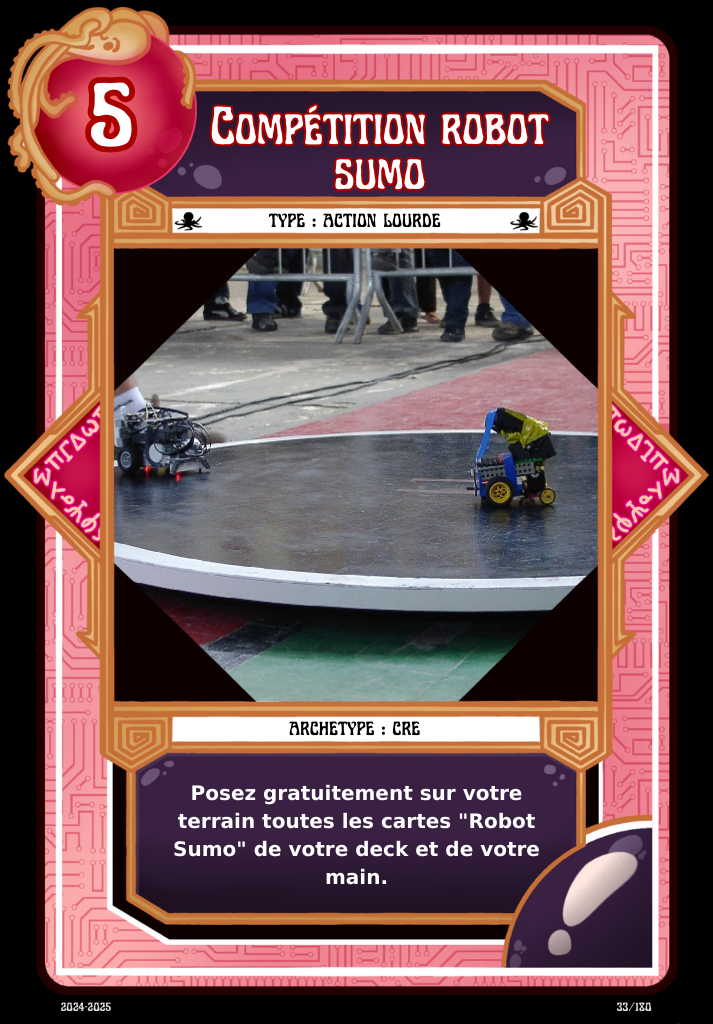 5
Compétition robot
sumo
Type : Action lourde
Archetype : CRE
Posez gratuitement sur votre
terrain toutes les cartes "Robot
Sumo" de votre deck et de votre
main.
2024-2025
33/180